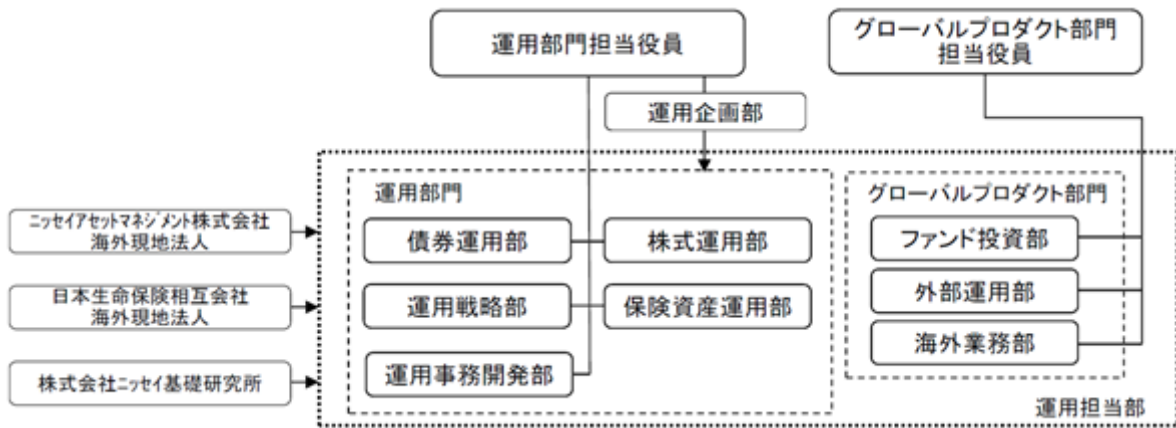 運用部門担当役員
グローバルプロダクト部門
担当役員
運用企画部
運用部門
グローバルプロダクト部門
ニッセイアセットマネジメント株式会社
海外現地法人
債券運用部
株式運用部
ファンド投資部
日本生命保険相互会社
海外現地法人
運用戦略部
保険資産運用部
外部運用部
株式会社ニッセイ基礎研究所
運用事務開発部
海外業務部
運用担当部